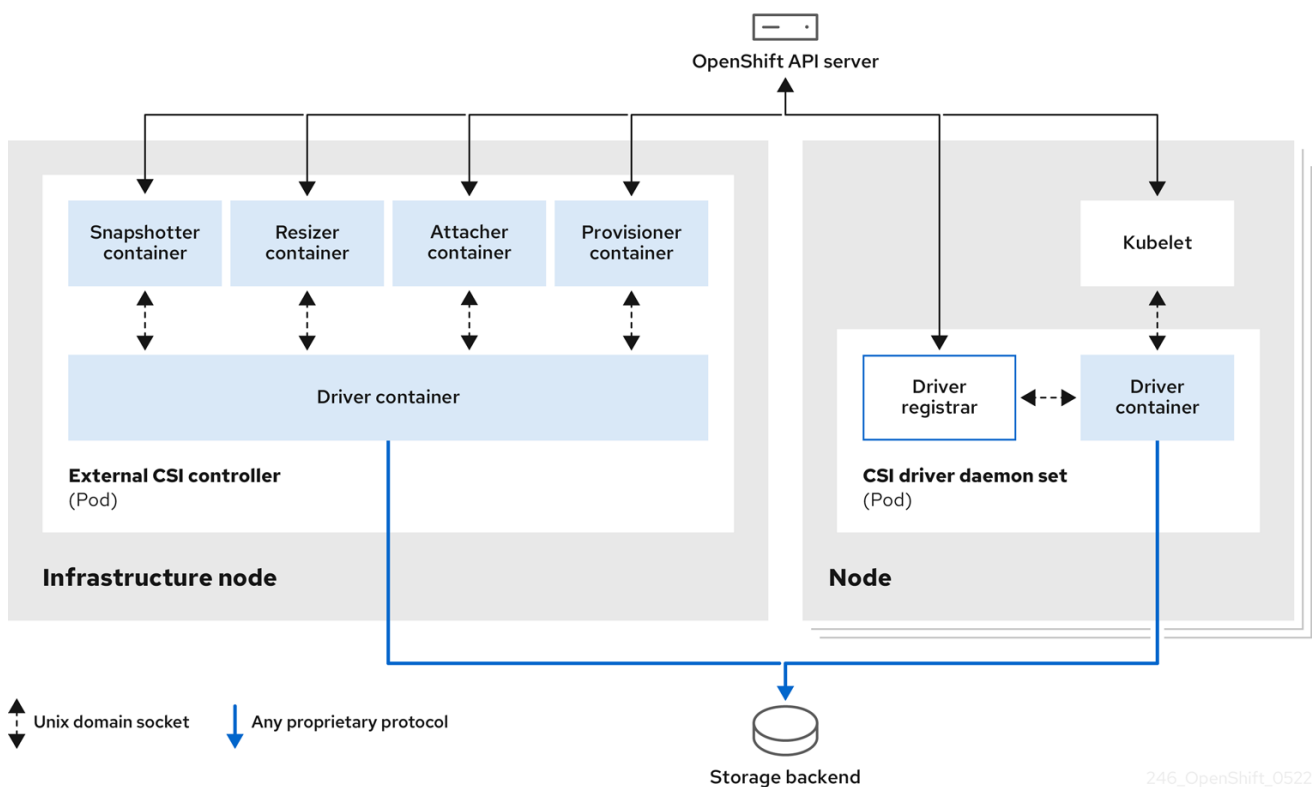 OpenShift API server
Snapshotter
container
Resizer
container
Attacher
container
Provisioner
container
Kubelet
Driver container
Driver
registrar
Driver
container
External CSI controller
(Pod)
CSI driver daemon set
(Pod)
Infrastructure node
Node
Unix domain socket
Any proprietary protocol
Storage backend
246_OpenShift_0522